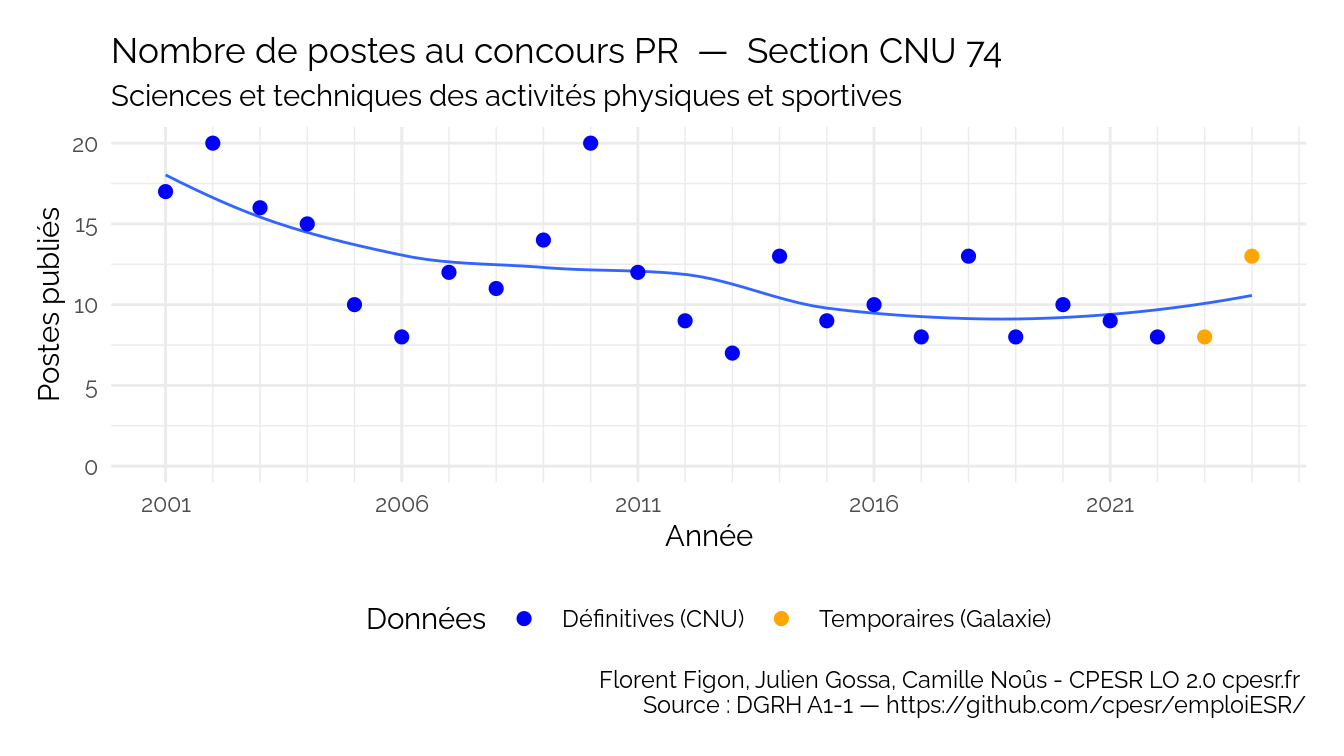 Nombre de postes au concours PR — Section CNU 74
Sciences et techniques des activités physiques et sportives
Postes publiés
20
15
10
5
0
2001 2006 2011 2016 2021
Année
Données Définitives (CNU) Temporaires (Galaxie)
Florent Figon, Julien Gossa, Camille Noûs - CPESR LO 2.0 cpesr.fr
Source : DGRH A1-1 — https://github.com/cpesr/emploiESR/